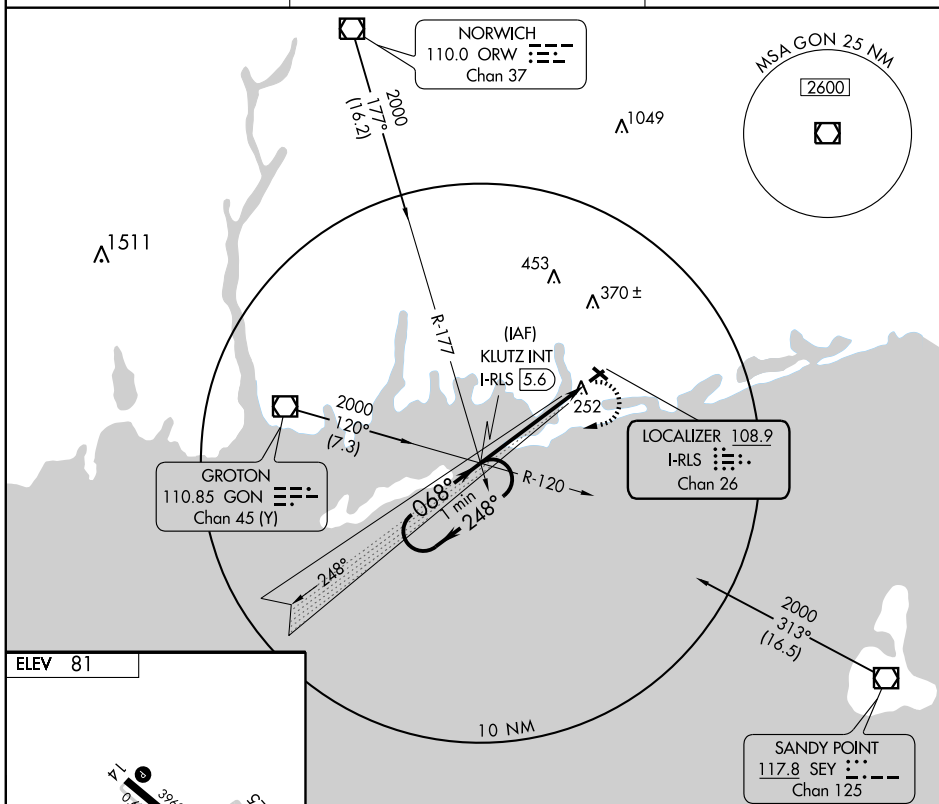 NORWICH
110.0 ORW
Chan 37
MSA GON 25 NM
2600
2000
177°
(16.2)
1049
1511
453
370 ±
R-177
(IAF)
KLUTZ INT
I-RLS 5.6
252
2000
120°
(7.3)
LOCALIZER 108.9
I-RLS
Chan 26
GROTON
110.85 GON
Chan 45 (Y)
R-120
068°
1 min
248°
248°
2000
313°
(16.5)
ELEV 81
10 NM
SANDY POINT
117.8 SEY
Chan 125
14
P